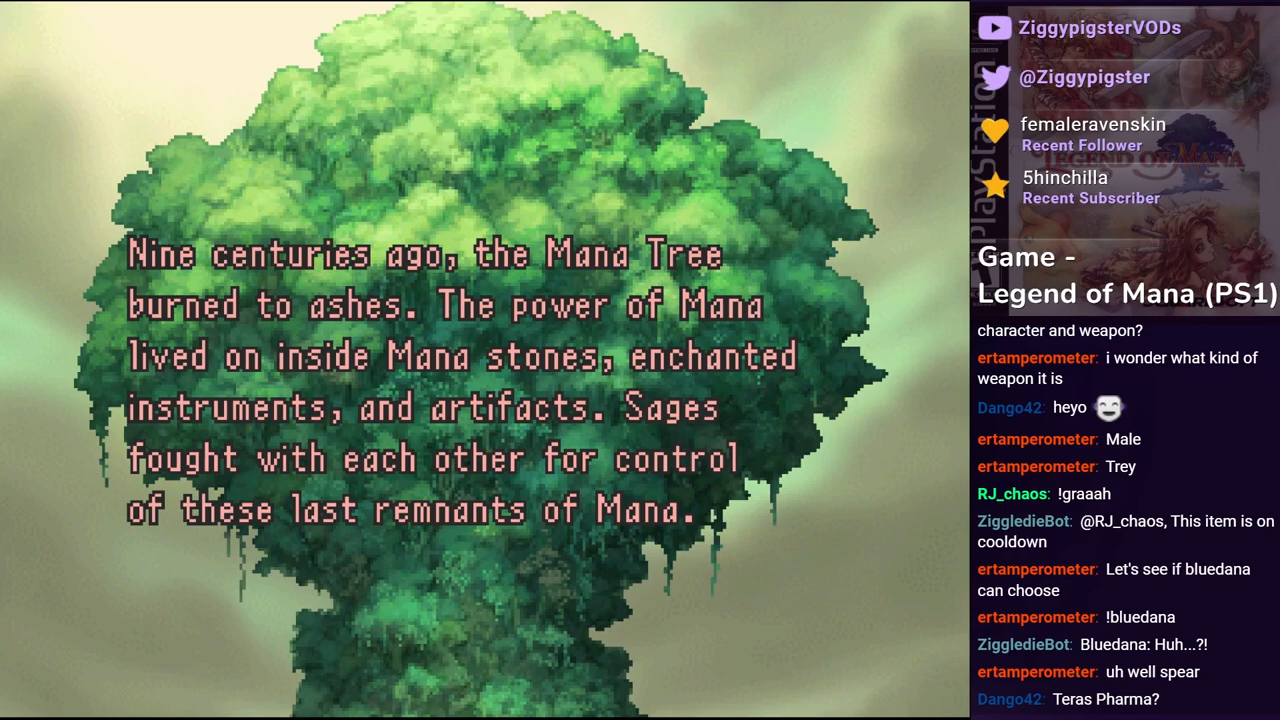 Nine centuries ago, the Mana Tree
burned to ashes. The power of Mana
lived on inside Mana stones, enchanted
instruments, and artifacts. Sages
fought with each other for control
of these last remnants of Mana.
ZiggypigsterVODs
@Ziggypigster
femaleravenskin
Recent Follower
5hinchilla
Recent Subscriber
PlayStation
LEGEND OF MANA
Game -
Legend of Mana (PS1)
character and weapon?
ertamperometer: i wonder what kind of
weapon it is
Dango42: heyo
ertamperometer: Male
ertamperometer: Trey
RJ_chaos: !graaah
ZiggledieBot: @RJ_chaos, This item is on
cooldown
ertamperometer: Let's see if bluedana
can choose
ertamperometer: !bluedana
ZiggledieBot: Bluedana: Huh...?!
ertamperometer: uh well spear
Dango42: Teras Pharma?